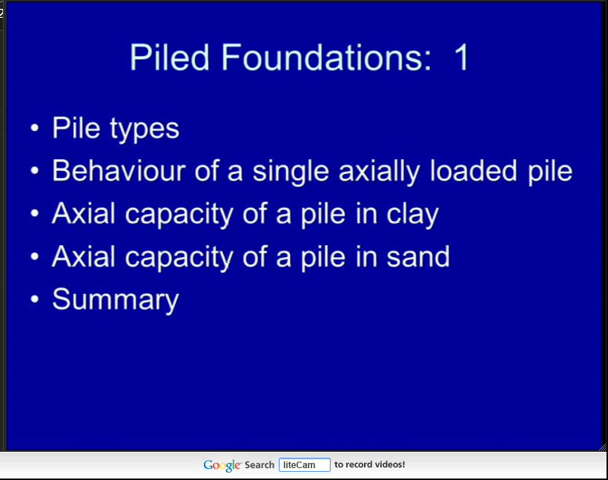 Piled Foundations: 1
• Pile types
• Behaviour of a single axially loaded pile
• Axial capacity of a pile in clay
• Axial capacity of a pile in sand
• Summary
Google Search liteCam to record videos!